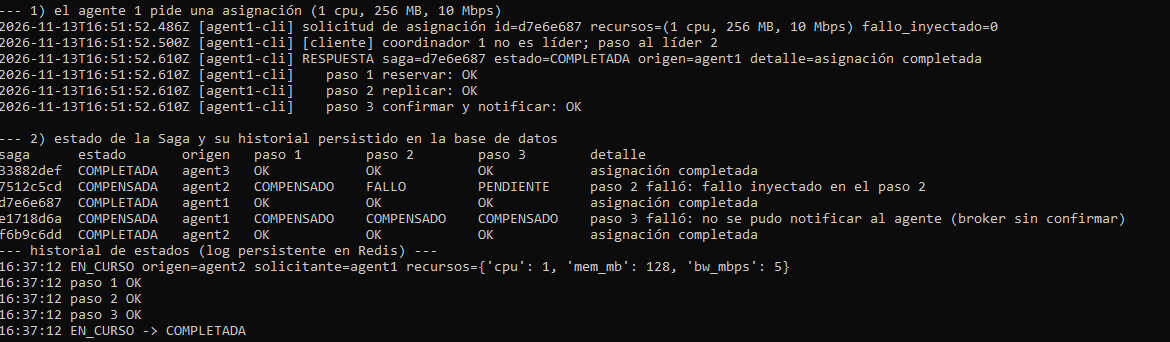 --- 1) el agente 1 pide una asignación (1 cpu, 256 MB, 10 Mbps)
2026-11-13T16:51:52.486Z [agent1-cli] solicitud de asignación id=d7e6e687 recursos=(1 cpu, 256 MB, 10 Mbps) fallo_inyectado=0
2026-11-13T16:51:52.500Z [agent1-cli] [cliente] coordinador 1 no es líder; paso al líder 2
2026-11-13T16:51:52.610Z [agent1-cli] RESPUESTA saga=d7e6e687 estado=COMPLETADA origen=agent1 detalle=asignación completada
2026-11-13T16:51:52.610Z [agent1-cli]    paso 1 reservar: OK
2026-11-13T16:51:52.610Z [agent1-cli]    paso 2 replicar: OK
2026-11-13T16:51:52.610Z [agent1-cli]    paso 3 confirmar y notificar: OK
--- 2) estado de la Saga y su historial persistido en la base de datos
saga      estado     origen   paso 1        paso 2        paso 3        detalle
33882def  COMPLETADA  agent3   OK            OK            OK            asignación completada
7512c5cd  COMPENSADA  agent2   COMPENSADO    FALLO         PENDIENTE     paso 2 falló: fallo inyectado en el paso 2
d7e6e687  COMPLETADA  agent1   OK            OK            OK            asignación completada
e1718d6a  COMPENSADA  agent1   COMPENSADO    COMPENSADO    COMPENSADO    paso 3 falló: no se pudo notificar al agente (broker sin confirmar)
f6b9c6dd  COMPLETADA  agent2   OK            OK            OK            asignación completada
--- historial de estados (log persistente en Redis) ---
16:37:12 EN_CURSO origen=agent2 solicitante=agent1 recursos={'cpu': 1, 'mem_mb': 128, 'bw_mbps': 5}
16:37:12 paso 1 OK
16:37:12 paso 2 OK
16:37:12 paso 3 OK
16:37:12 EN_CURSO -> COMPLETADA